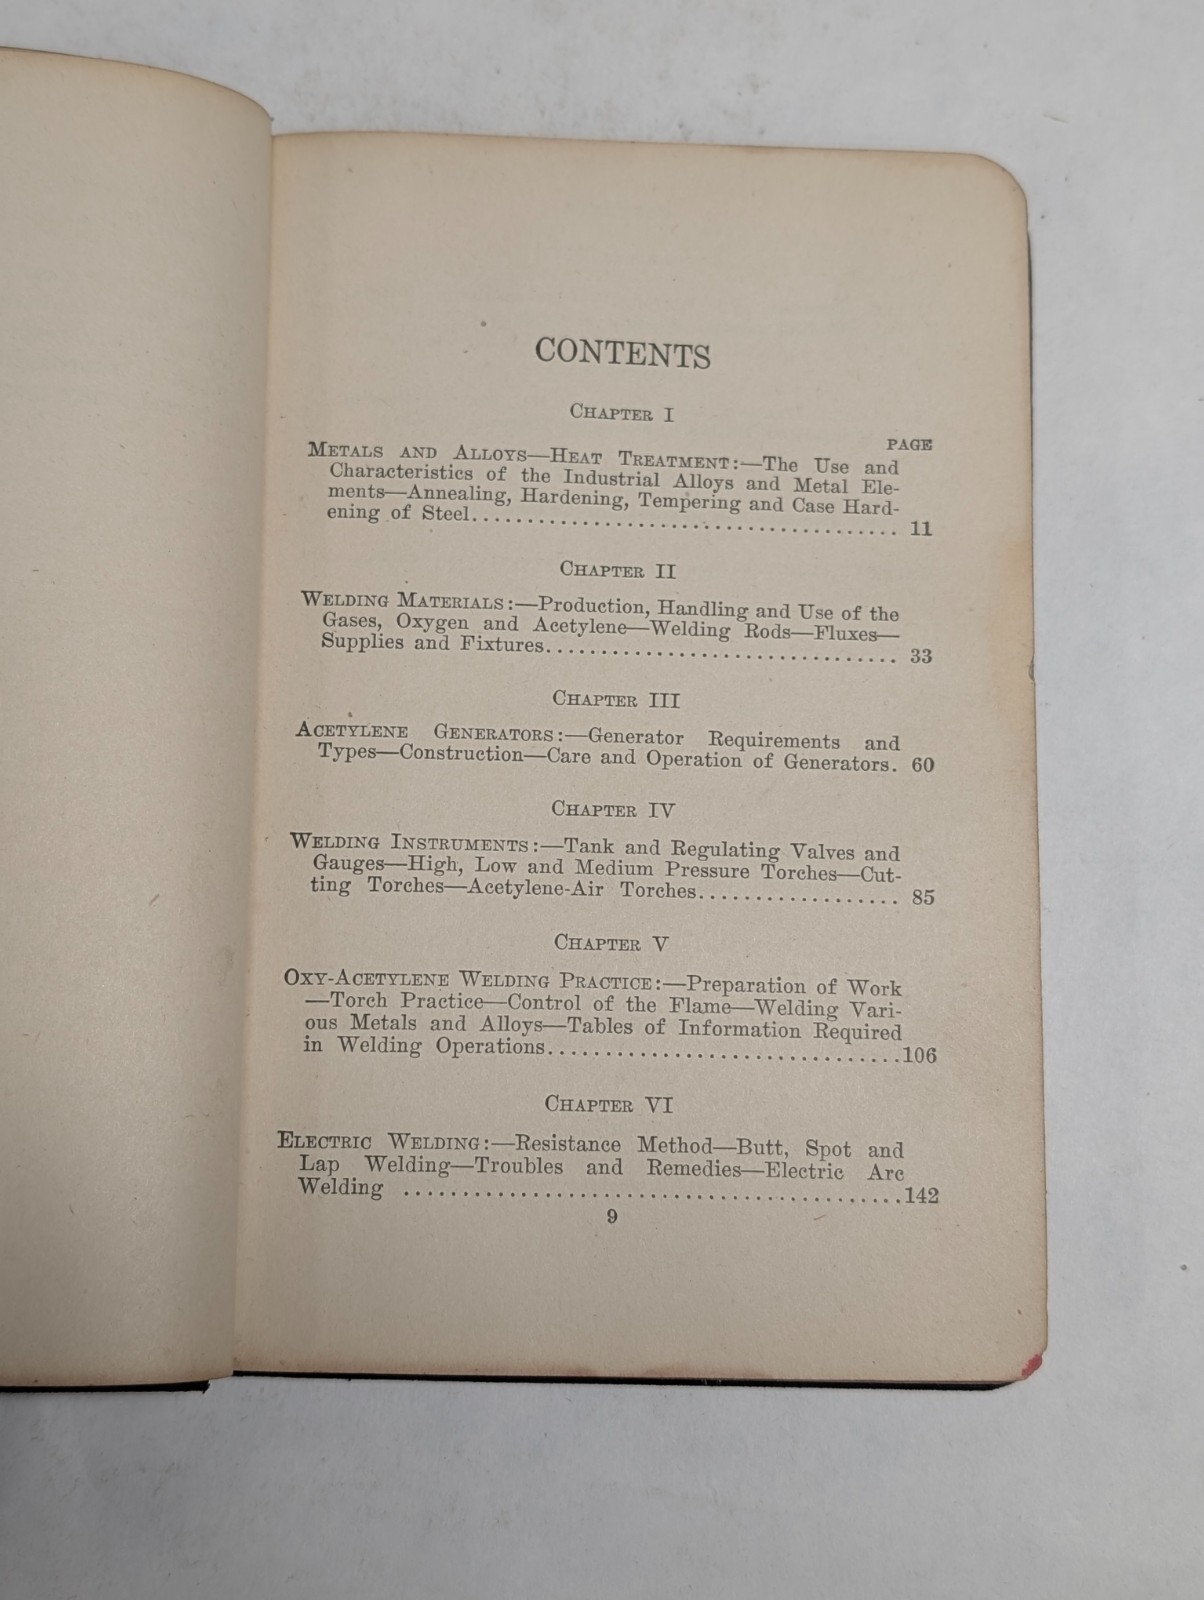 CONTENTS
CHAPTER I
PAGE
METALS AND ALLOYS—HEAT TREATMENT:—The Use and
Characteristics of the Industrial Alloys and Metal Ele-
ments—Annealing, Hardening, Tempering and Case Hard-
ening of Steel........................................ 11
CHAPTER II
WELDING MATERIALS:—Production, Handling and Use of the
Gases, Oxygen and Acetylene—Welding Rods—Fluxes—
Supplies and Fixtures................................ 33
CHAPTER III
ACETYLENE GENERATORS:—Generator Requirements and
Types—Construction—Care and Operation of Generators. 60
CHAPTER IV
WELDING INSTRUMENTS:—Tank and Regulating Valves and
Gauges—High, Low and Medium Pressure Torches—Cut-
ting Torches—Acetylene-Air Torches.................. 85
CHAPTER V
OXY-ACETYLENE WELDING PRACTICE:—Preparation of Work
—Torch Practice—Control of the Flame—Welding Vari-
ous Metals and Alloys—Tables of Information Required
in Welding Operations................................106
CHAPTER VI
ELECTRIC WELDING:—Resistance Method—Butt, Spot and
Lap Welding—Troubles and Remedies—Electric Arc
Welding .............................................142
9